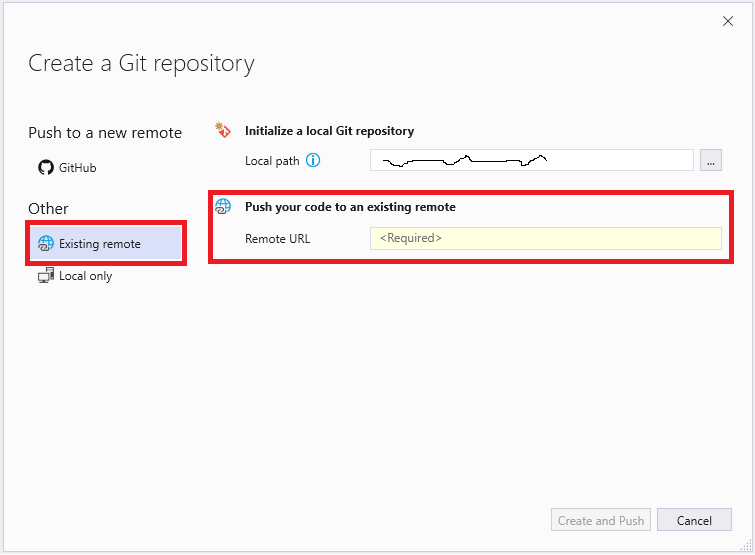 Create a Git repository
Push to a new remote
GitHub
Other
Existing remote
Local only
Initialize a local Git repository
Local path
...
Push your code to an existing remote
Remote URL
<Required>
Create and Push
Cancel